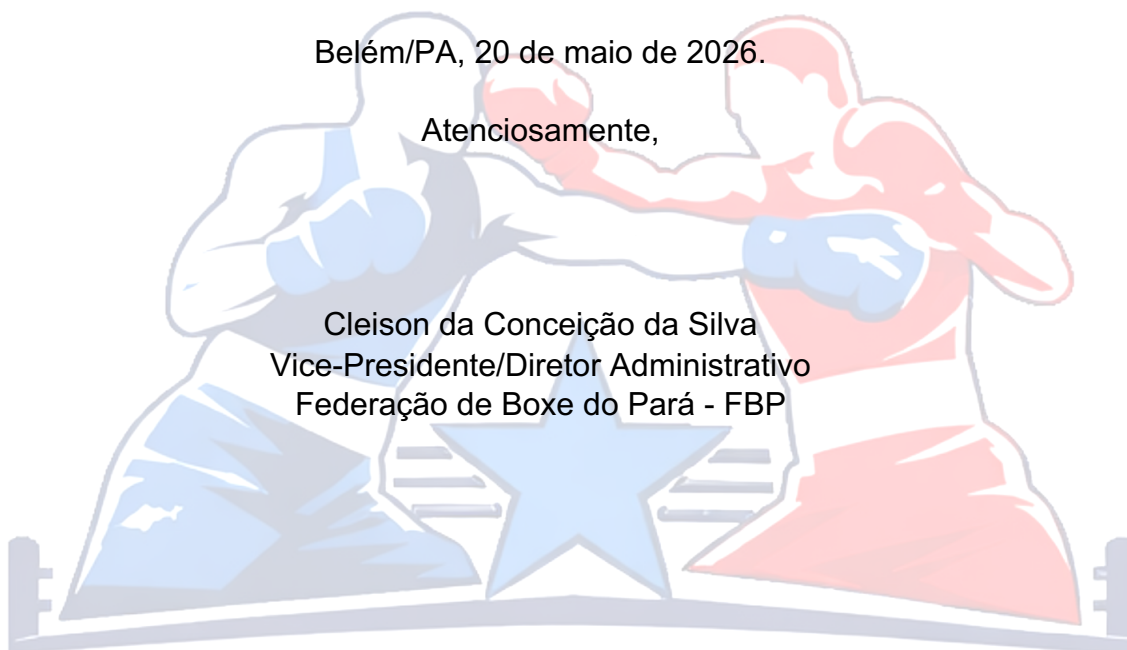 Belém/PA, 20 de maio de 2026.
Atenciosamente,
Cleison da Conceição da Silva
Vice-Presidente/Diretor Administrativo
Federação de Boxe do Pará - FBP